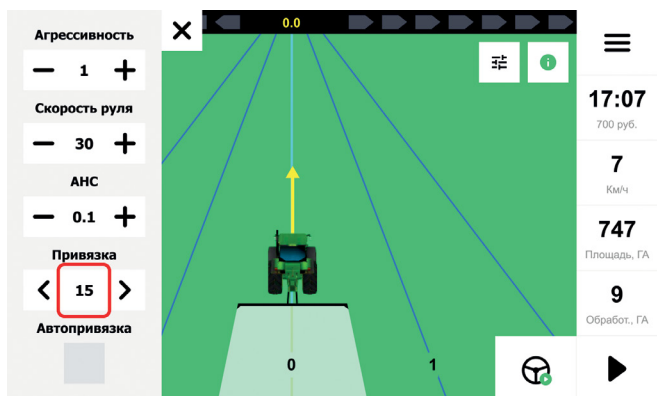 Агрессивность
1
Скорость руля
30
АНС
0.1
Привязка
15
Автопривязка
0.0
0
1
17:07
700 руб.
7
Км/ч
747
Площадь, ГА
9
Обработ., ГА